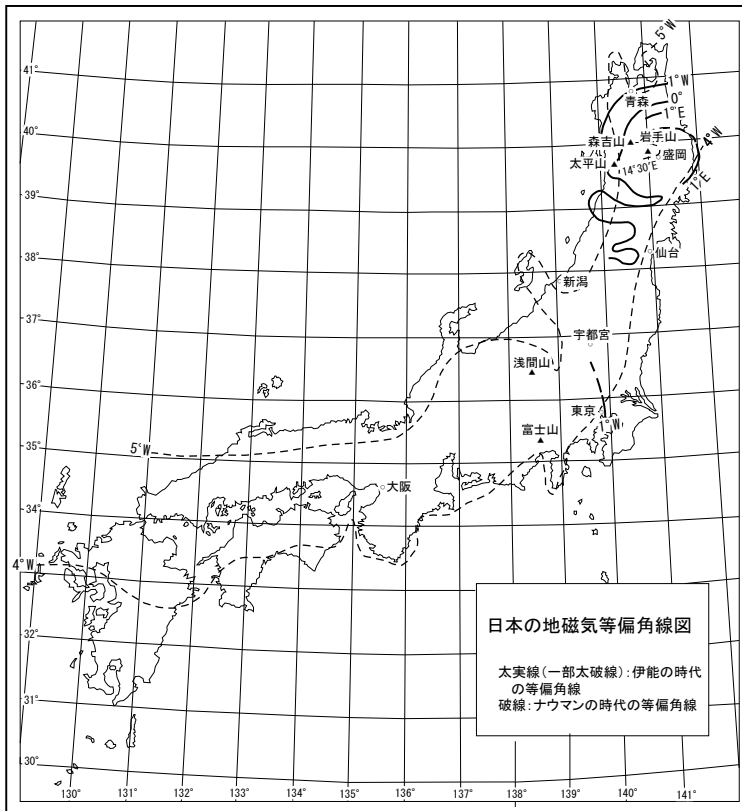 5°W
41°
1°W
青森
0°
1°E
40°
森吉山
岩手山
4°W
盛岡
太平山
14°30'E
1°E
39°
38°
仙台
新潟
37°
宇都宮
浅間山
36°
東京
1°W
富士山
35°
5°W
大阪
34°
4°W
33°
32°
31°
30°
日本の地磁気等偏角線図
太実線(一部太破線):伊能の時代
の等偏角線
破線:ナウマンの時代の等偏角線
130°
131°
132°
133°
134°
135°
136°
137°
138°
139°
140°
141°